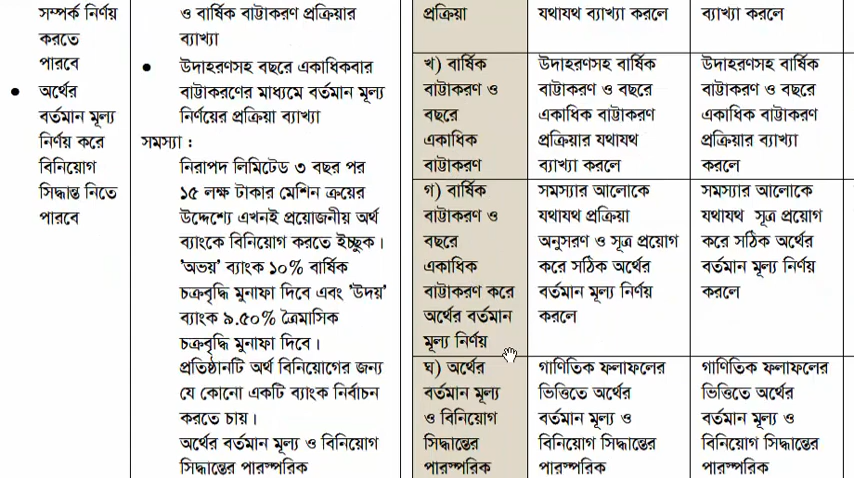 সম্পর্ক নির্ণয়
করতে
পারবে
● অর্থের
বর্তমান মূল্য
নির্ণয় করে
বিনিয়োগ
সিদ্ধান্ত নিতে
পারবে
ও বার্ষিক বাট্টাকরণ প্রক্রিয়ার
ব্যাখ্যা
● উদাহরণসহ বছরে একাধিকবার
বাট্টাকরণের মাধ্যমে বর্তমান মূল্য
নির্ণয়ের প্রক্রিয়া ব্যাখ্যা
সমস্যা :
নিরাপদ লিমিটেড ৩ বছর পর
১৫ লক্ষ টাকার মেশিন ক্রয়ের
উদ্দেশ্যে এখনই প্রয়োজনীয় অর্থ
ব্যাংকে বিনিয়োগ করতে ইচ্ছুক।
'অভয়' ব্যাংক ১০% বার্ষিক
চক্রবৃদ্ধি মুনাফা দিবে এবং 'উদয়'
ব্যাংক ৯.৫০% ত্রৈমাসিক
চক্রবৃদ্ধি মুনাফা দিবে।
প্রতিষ্ঠানটি অর্থ বিনিয়োগের জন্য
যে কোনো একটি ব্যাংক নির্বাচন
করতে চায়।
অর্থের বর্তমান মূল্য ও বিনিয়োগ
সিদ্ধান্তের পারস্পরিক
প্রক্রিয়া
খ) বার্ষিক
বাট্টাকরণ ও
বছরে
একাধিক
বাট্টাকরণ
গ) বার্ষিক
বাট্টাকরণ ও
বছরে
একাধিক
বাট্টাকরণ করে
অর্থের বর্তমান
মূল্য নির্ণয়
ঘ) অর্থের
বর্তমান মূল্য
ও বিনিয়োগ
সিদ্ধান্তের
পারস্পরিক
যথাযথ ব্যাখ্যা করলে
উদাহরণসহ বার্ষিক
বাট্টাকরণ ও বছরে
একাধিক বাট্টাকরণ
প্রক্রিয়ার যথাযথ
ব্যাখ্যা করলে
সমস্যার আলোকে
যথাযথ প্রক্রিয়া
অনুসরণ ও সূত্র প্রয়োগ
করে সঠিক অর্থের
বর্তমান মূল্য নির্ণয়
করলে
গাণিতিক ফলাফলের
ভিত্তিতে অর্থের
বর্তমান মূল্য ও
বিনিয়োগ সিদ্ধান্তের
পারস্পরিক
ব্যাখ্যা করলে
উদাহরণসহ বার্ষিক
বাট্টাকরণ ও বছরে
একাধিক বাট্টাকরণ
প্রক্রিয়ার ব্যাখ্যা
করলে
সমস্যার আলোকে
যথাযথ সূত্র প্রয়োগ
করে সঠিক অর্থের
বর্তমান মূল্য নির্ণয়
করলে
গাণিতিক ফলাফলের
ভিত্তিতে অর্থের
বর্তমান মূল্য ও
বিনিয়োগ সিদ্ধান্তের
পারস্পরিক